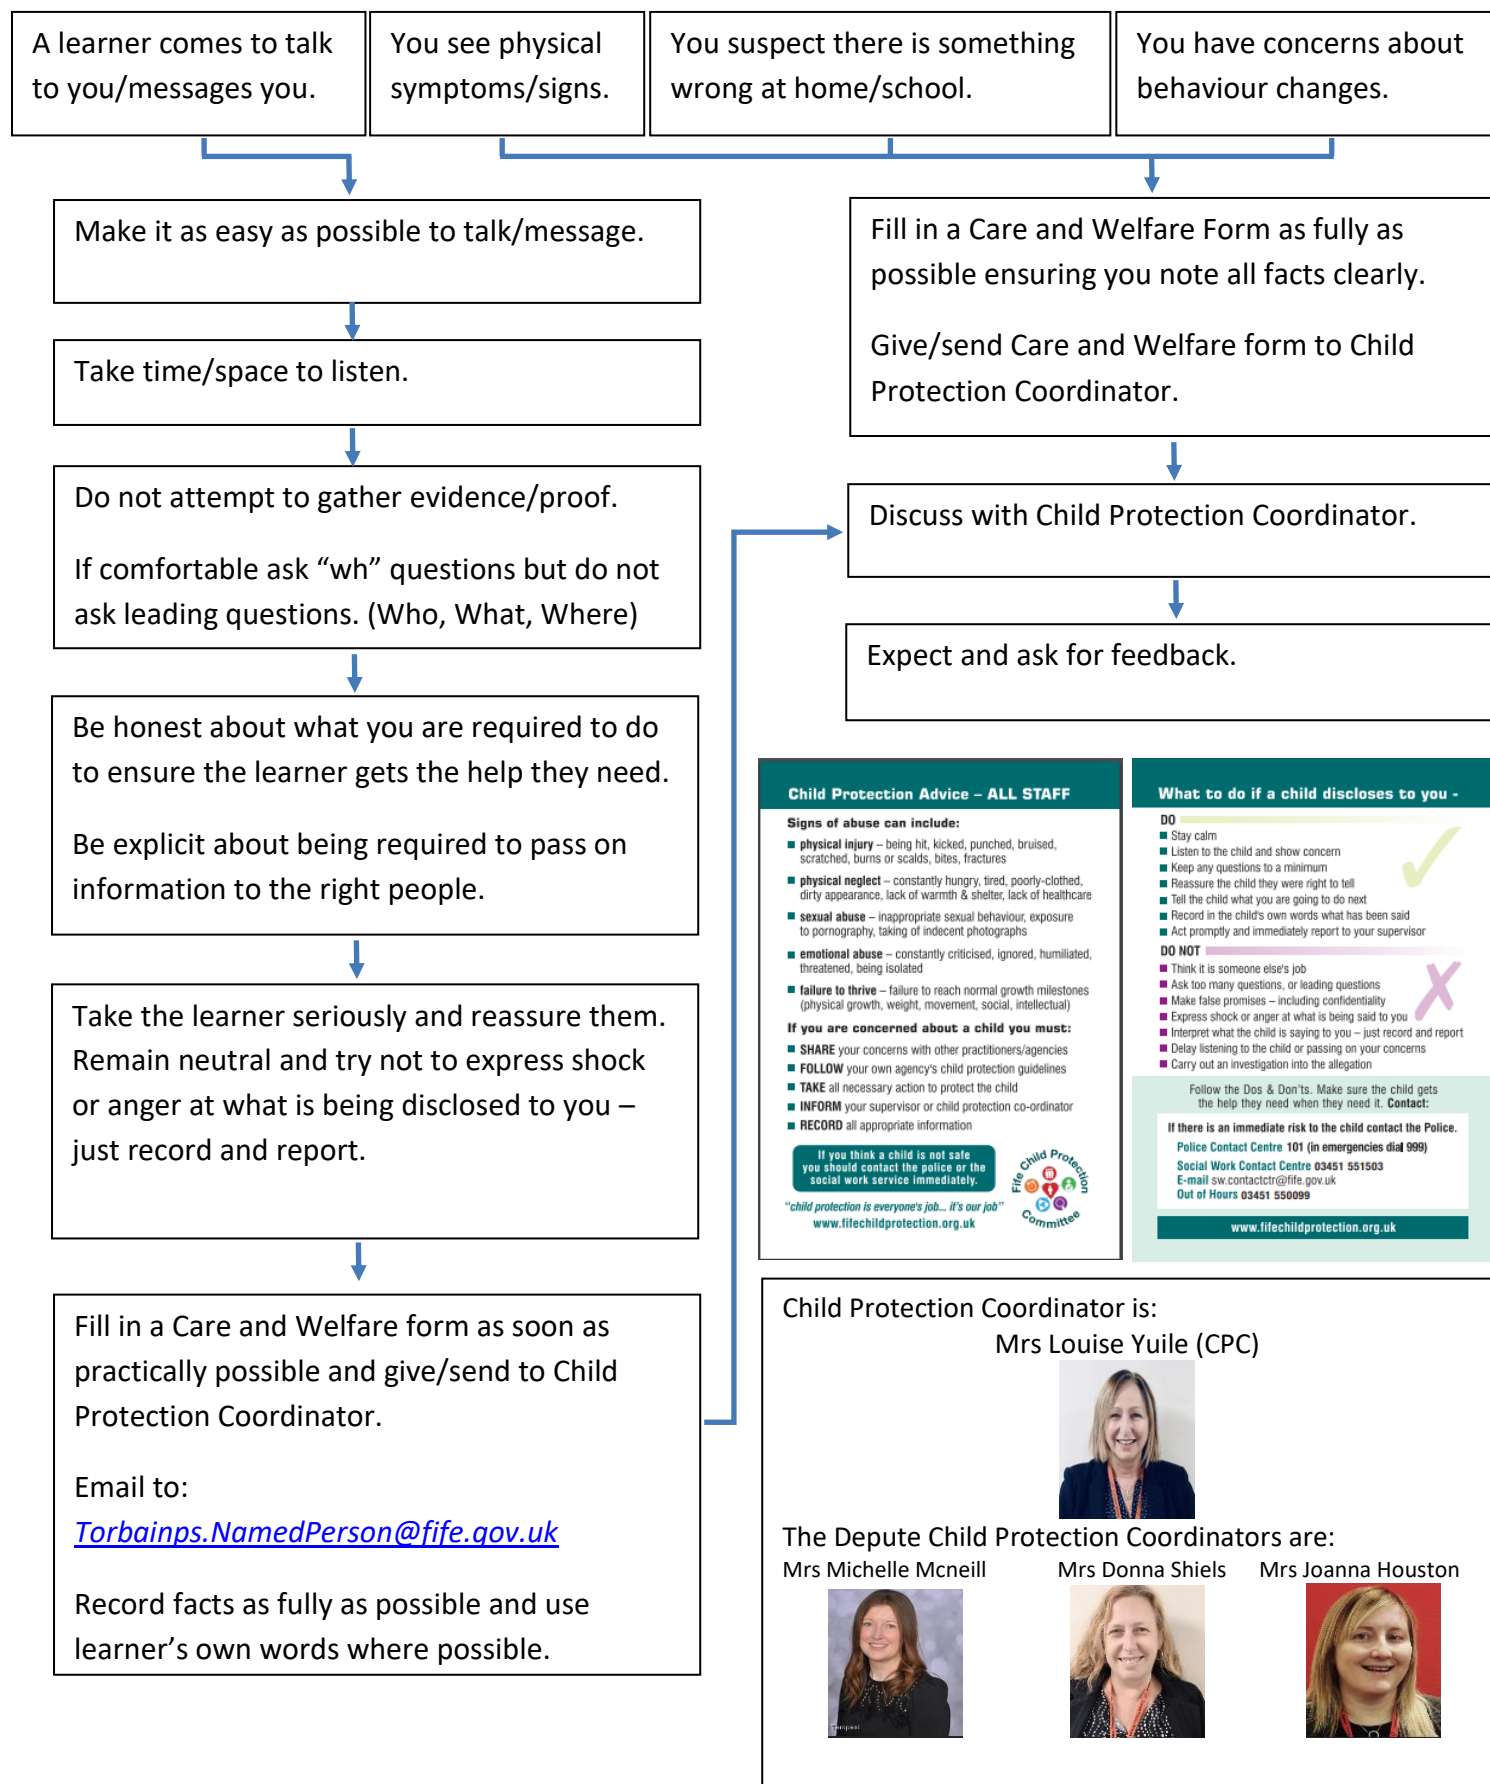 A learner comes to talk
to you/messages you.
You see physical
symptoms/signs.
You suspect there is something
wrong at home/school.
You have concerns about
behaviour changes.
Make it as easy as possible to talk/message.
Take time/space to listen.
Do not attempt to gather evidence/proof.
If comfortable ask “wh” questions but do not
ask leading questions. (Who, What, Where)
Be honest about what you are required to do
to ensure the learner gets the help they need.
Be explicit about being required to pass on
information to the right people.
Take the learner seriously and reassure them.
Remain neutral and try not to express shock
or anger at what is being disclosed to you –
just record and report.
Fill in a Care and Welfare form as soon as
practically possible and give/send to Child
Protection Coordinator.
Email to:
Torbainps.NamedPerson@fife.gov.uk
Record facts as fully as possible and use
learner’s own words where possible.
Fill in a Care and Welfare Form as fully as
possible ensuring you note all facts clearly.
Give/send Care and Welfare form to Child
Protection Coordinator.
Discuss with Child Protection Coordinator.
Expect and ask for feedback.
Child Protection Advice – ALL STAFF
Signs of abuse can include:
physical injury – being hit, kicked, punched, bruised,
scratched, burns or scalds, bites, fractures
physical neglect – constantly hungry, tired, poorly-clothed,
dirty appearance, lack of warmth & shelter, lack of healthcare
sexual abuse – inappropriate sexual behaviour, exposure
to pornography, taking of indecent photographs
emotional abuse – constantly criticised, ignored, humiliated,
threatened, being isolated
failure to thrive – failure to reach normal growth milestones
(physical growth, weight, movement, social, intellectual)
If you are concerned about a child you must:
SHARE your concerns with other practitioners/agencies
FOLLOW your own agency's child protection guidelines
TAKE all necessary action to protect the child
INFORM your supervisor or child protection co-ordinator
RECORD all appropriate information
If you think a child is not safe
you should contact the police or the
social work service immediately.
"child protection is everyone's job... it's our job"
www.fifechildprotection.org.uk
Fife Child Protection
Committee
What to do if a child discloses to you -
DO
Stay calm
Listen to the child and show concern
Keep any questions to a minimum
Reassure the child they were right to tell
Tell the child what you are going to do next
Record in the child's own words what has been said
Act promptly and immediately report to your supervisor
DO NOT
Think it is someone else's job
Ask too many questions, or leading questions
Make false promises – including confidentiality
Express shock or anger at what is being said to you
Interpret what the child is saying to you – just record and report
Delay listening to the child or passing on your concerns
Carry out an investigation into the allegation
Follow the Dos & Don'ts. Make sure the child gets
the help they need when they need it. Contact:
If there is an immediate risk to the child contact the Police.
Police Contact Centre 101 (in emergencies dial 999)
Social Work Contact Centre 03451 551503
E-mail sw.contactctr@fife.gov.uk
Out of Hours 03451 550099
www.fifechildprotection.org.uk
Child Protection Coordinator is:
Mrs Louise Yuile (CPC)
The Depute Child Protection Coordinators are:
Mrs Michelle Mcneill
Mrs Donna Shiels
Mrs Joanna Houston
Tempest